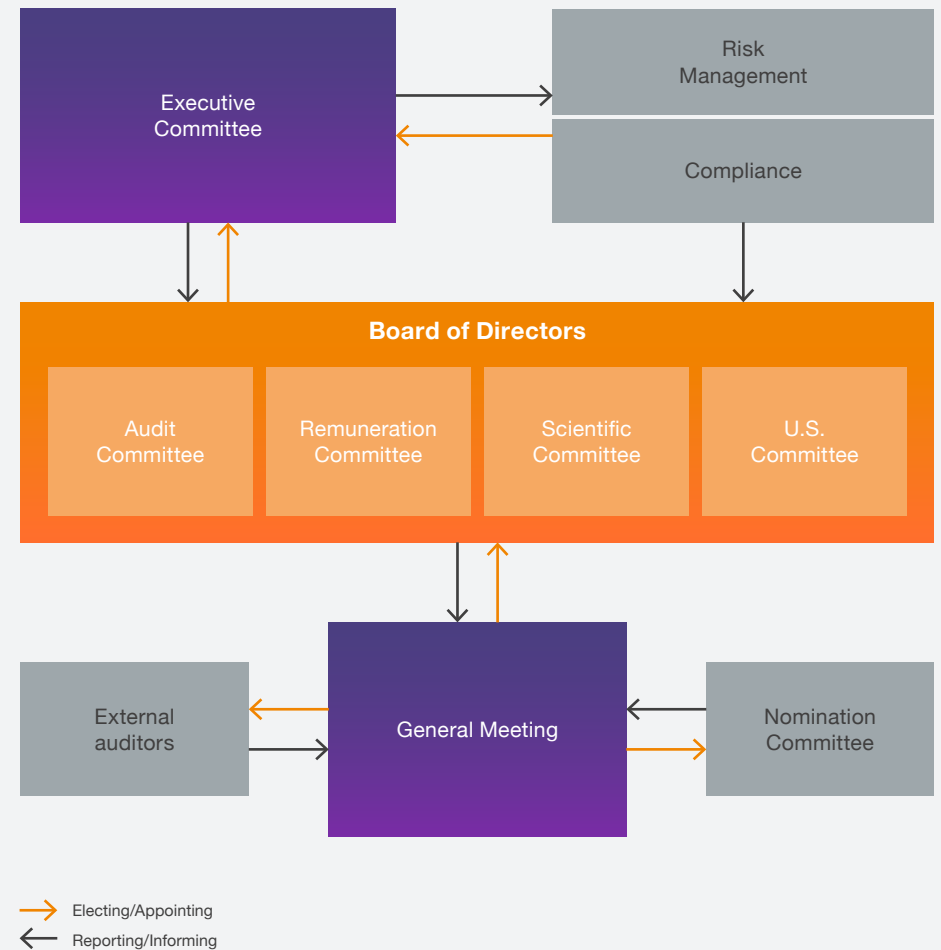 Executive
Committee
Risk
Management
Compliance
Board of Directors
Audit
Committee
Remuneration
Committee
Scientific
Committee
U.S.
Committee
External
auditors
General Meeting
Nomination
Committee
Electing/Appointing
Reporting/Informing